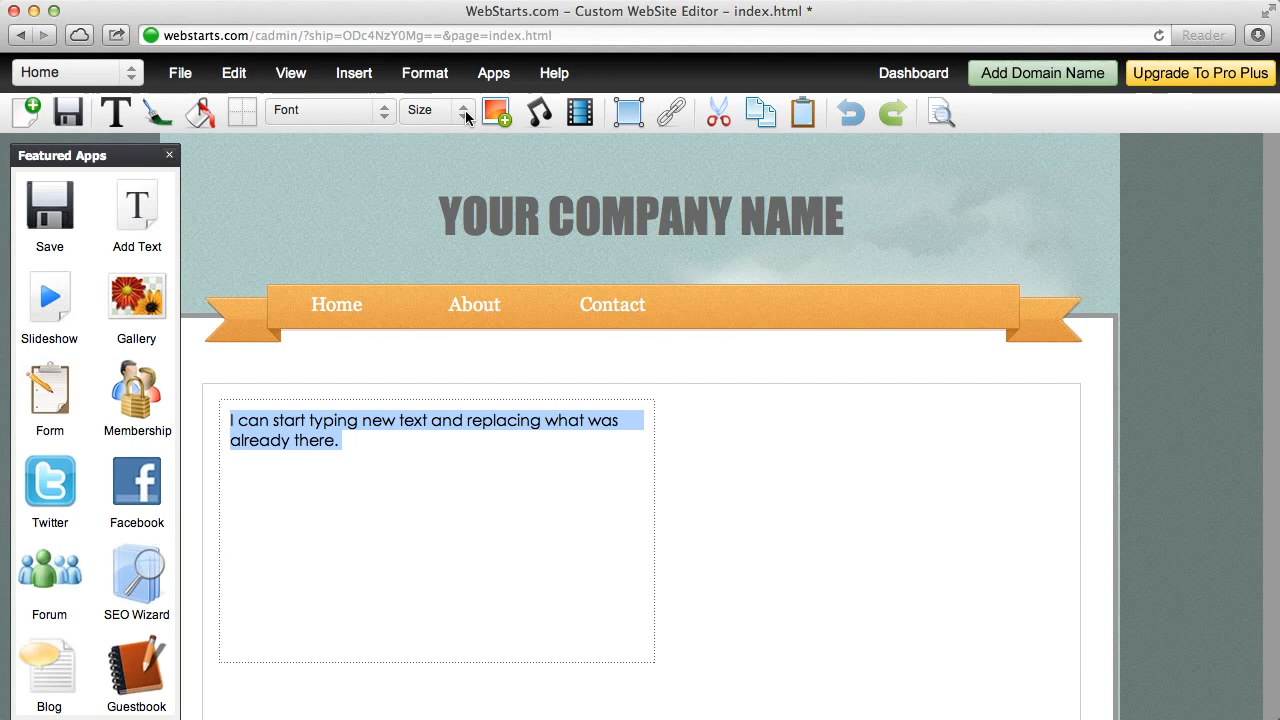 WebStarts.com – Custom WebSite Editor – index.html *
webstarts.com/cadmin/?ship=ODc4NzY0Mg==&page=index.html
Reader
Home
File
Edit
View
Insert
Format
Apps
Help
Dashboard
Add Domain Name
Upgrade To Pro Plus
T
Font
Size
Featured Apps
×
T
Save
Add Text
Slideshow
Gallery
Form
Membership
Twitter
Facebook
Forum
SEO Wizard
Blog
Guestbook
YOUR COMPANY NAME
Home
About
Contact
I can start typing new text and replacing what was
already there.